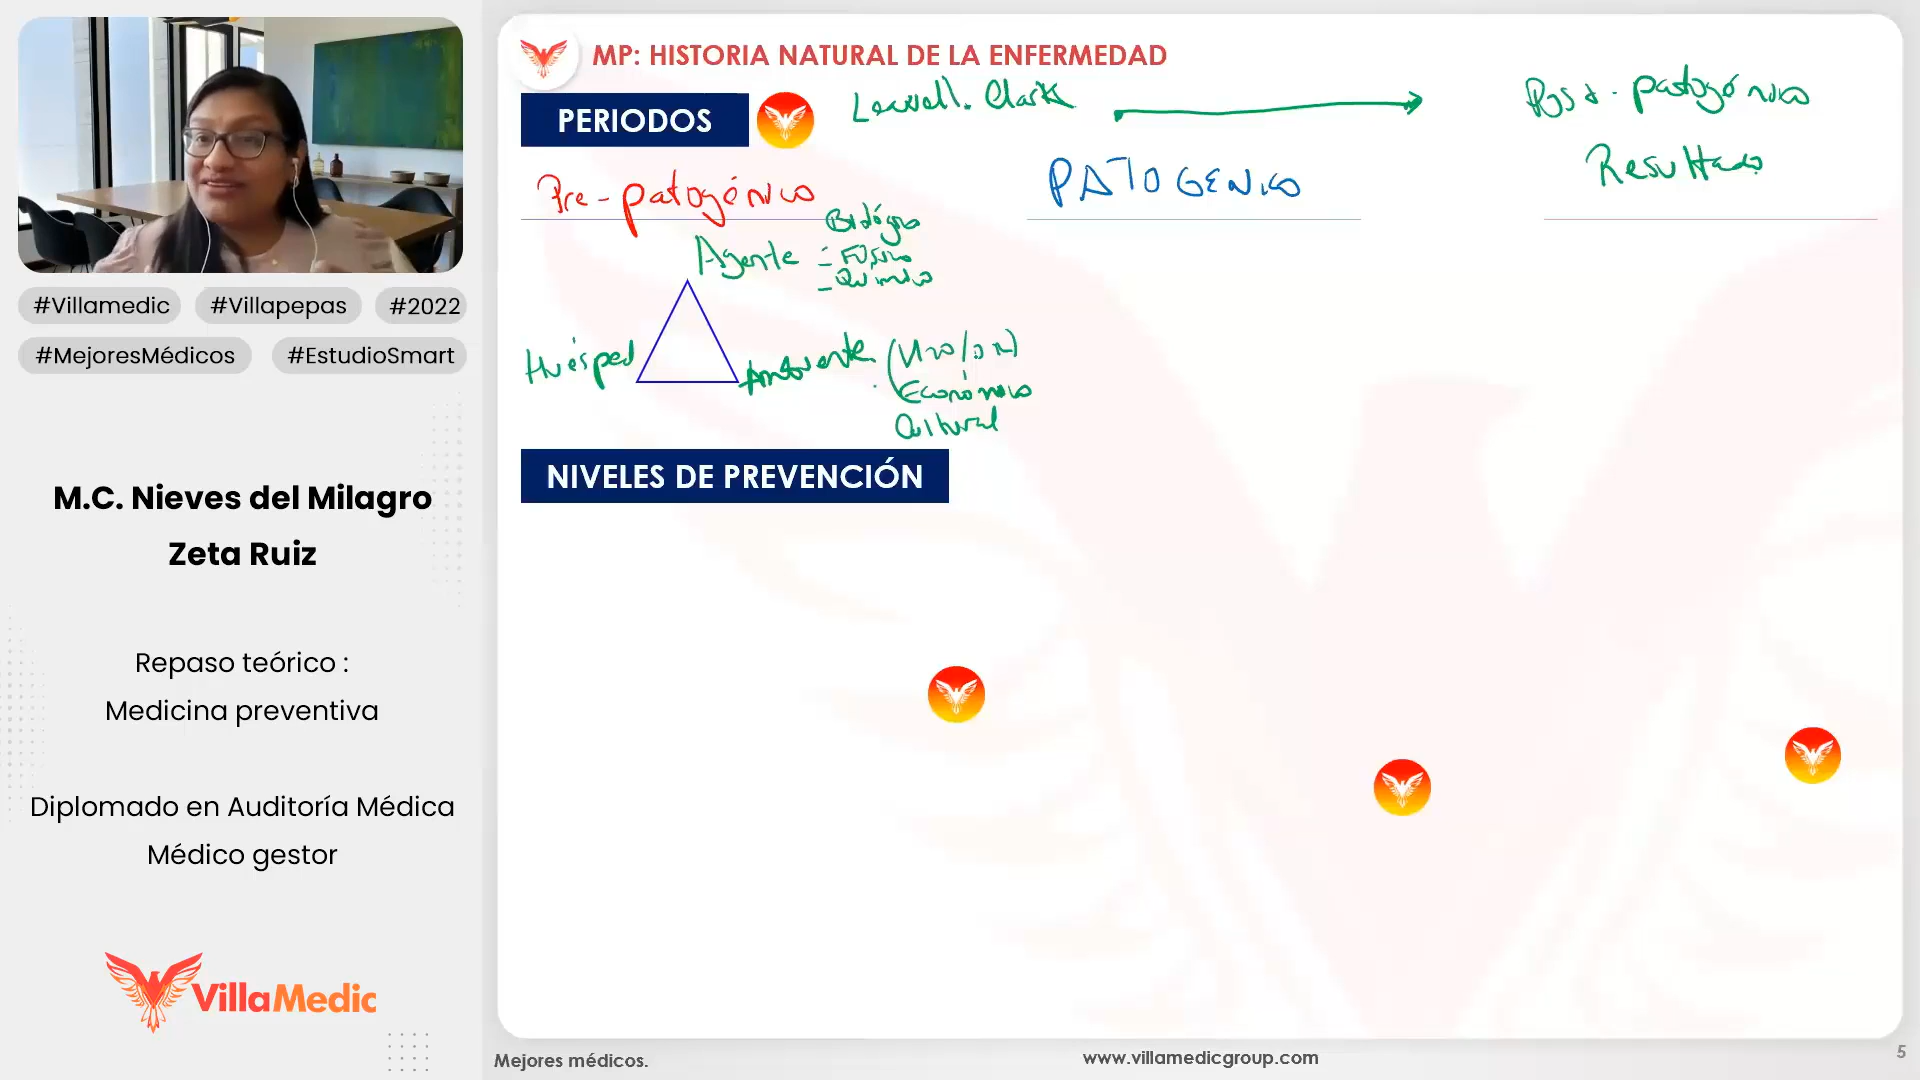 #Villamedic #Villapepas #2022
#MejoresMédicos #EstudioSmart
M.C. Nieves del Milagro
Zeta Ruiz
Repaso teórico :
Medicina preventiva
Diplomado en Auditoría Médica
Médico gestor
VillaMedic
MP: HISTORIA NATURAL DE LA ENFERMEDAD
PERIODOS
Leavell. Clark
Post - patogénico
Resultado
Pre - patogénico
PATOGENICO
Agente
Biológico
- Físico
- Químico
Huésped
Ambiente
Económico
Cultural
NIVELES DE PREVENCIÓN
Mejores médicos.
www.villamedicgroup.com
5